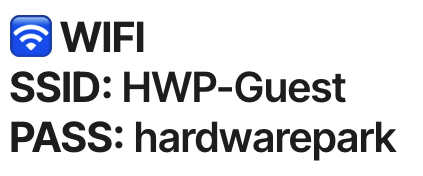 🛜 WIFI
SSID: HWP-Guest
PASS: hardwarepark